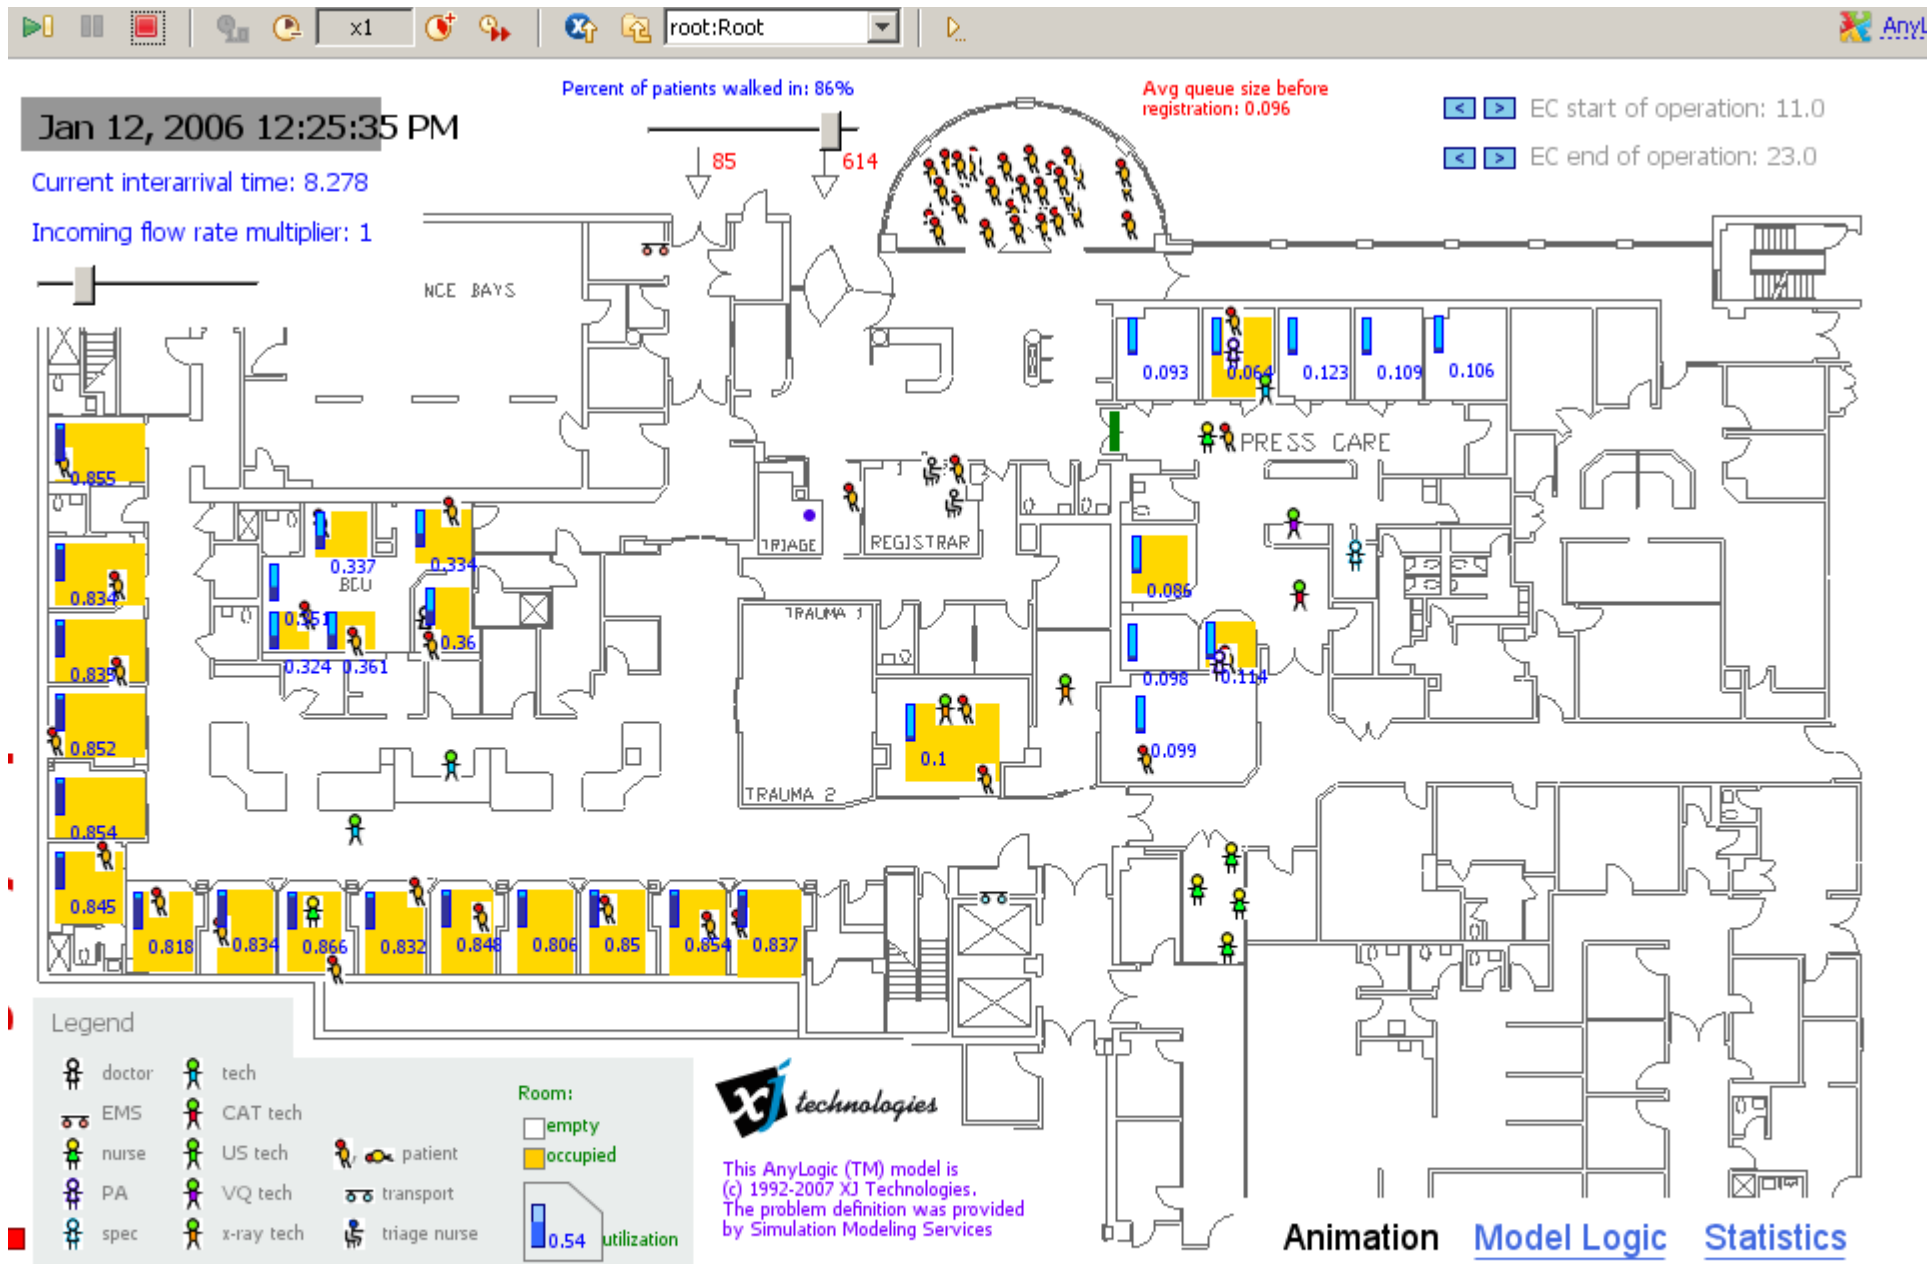 x1
root:Root
AnyL
Percent of patients walked in: 86%
Avg queue size before
registration: 0.096
EC start of operation: 11.0
EC end of operation: 23.0
Jan 12, 2006 12:25:35 PM
85
614
Current interarrival time: 8.278
Incoming flow rate multiplier: 1
NCE BAYS
0.093
0.064
0.123
0.109
0.106
PRESS CARE
0.855
0.337
0.334
BDU
TRIAGE
1
2
REGISTRAR
0.834
0.351
0.36
0.324
0.361
0.086
TRAUMA 1
0.839
0.098
0.114
0.852
0.1
0.099
TRAUMA 2
0.854
0.845
0.818
0.834
0.866
0.832
0.848
0.806
0.85
0.854
0.837
Legend
doctor
tech
EMS
CAT tech
nurse
US tech
patient
PA
VQ tech
transport
spec
x-ray tech
triage nurse
Room:
empty
occupied
0.54
utilization
xj technologies
This AnyLogic (TM) model is
(c) 1992-2007 XJ Technologies.
The problem definition was provided
by Simulation Modeling Services
Animation
Model Logic
Statistics